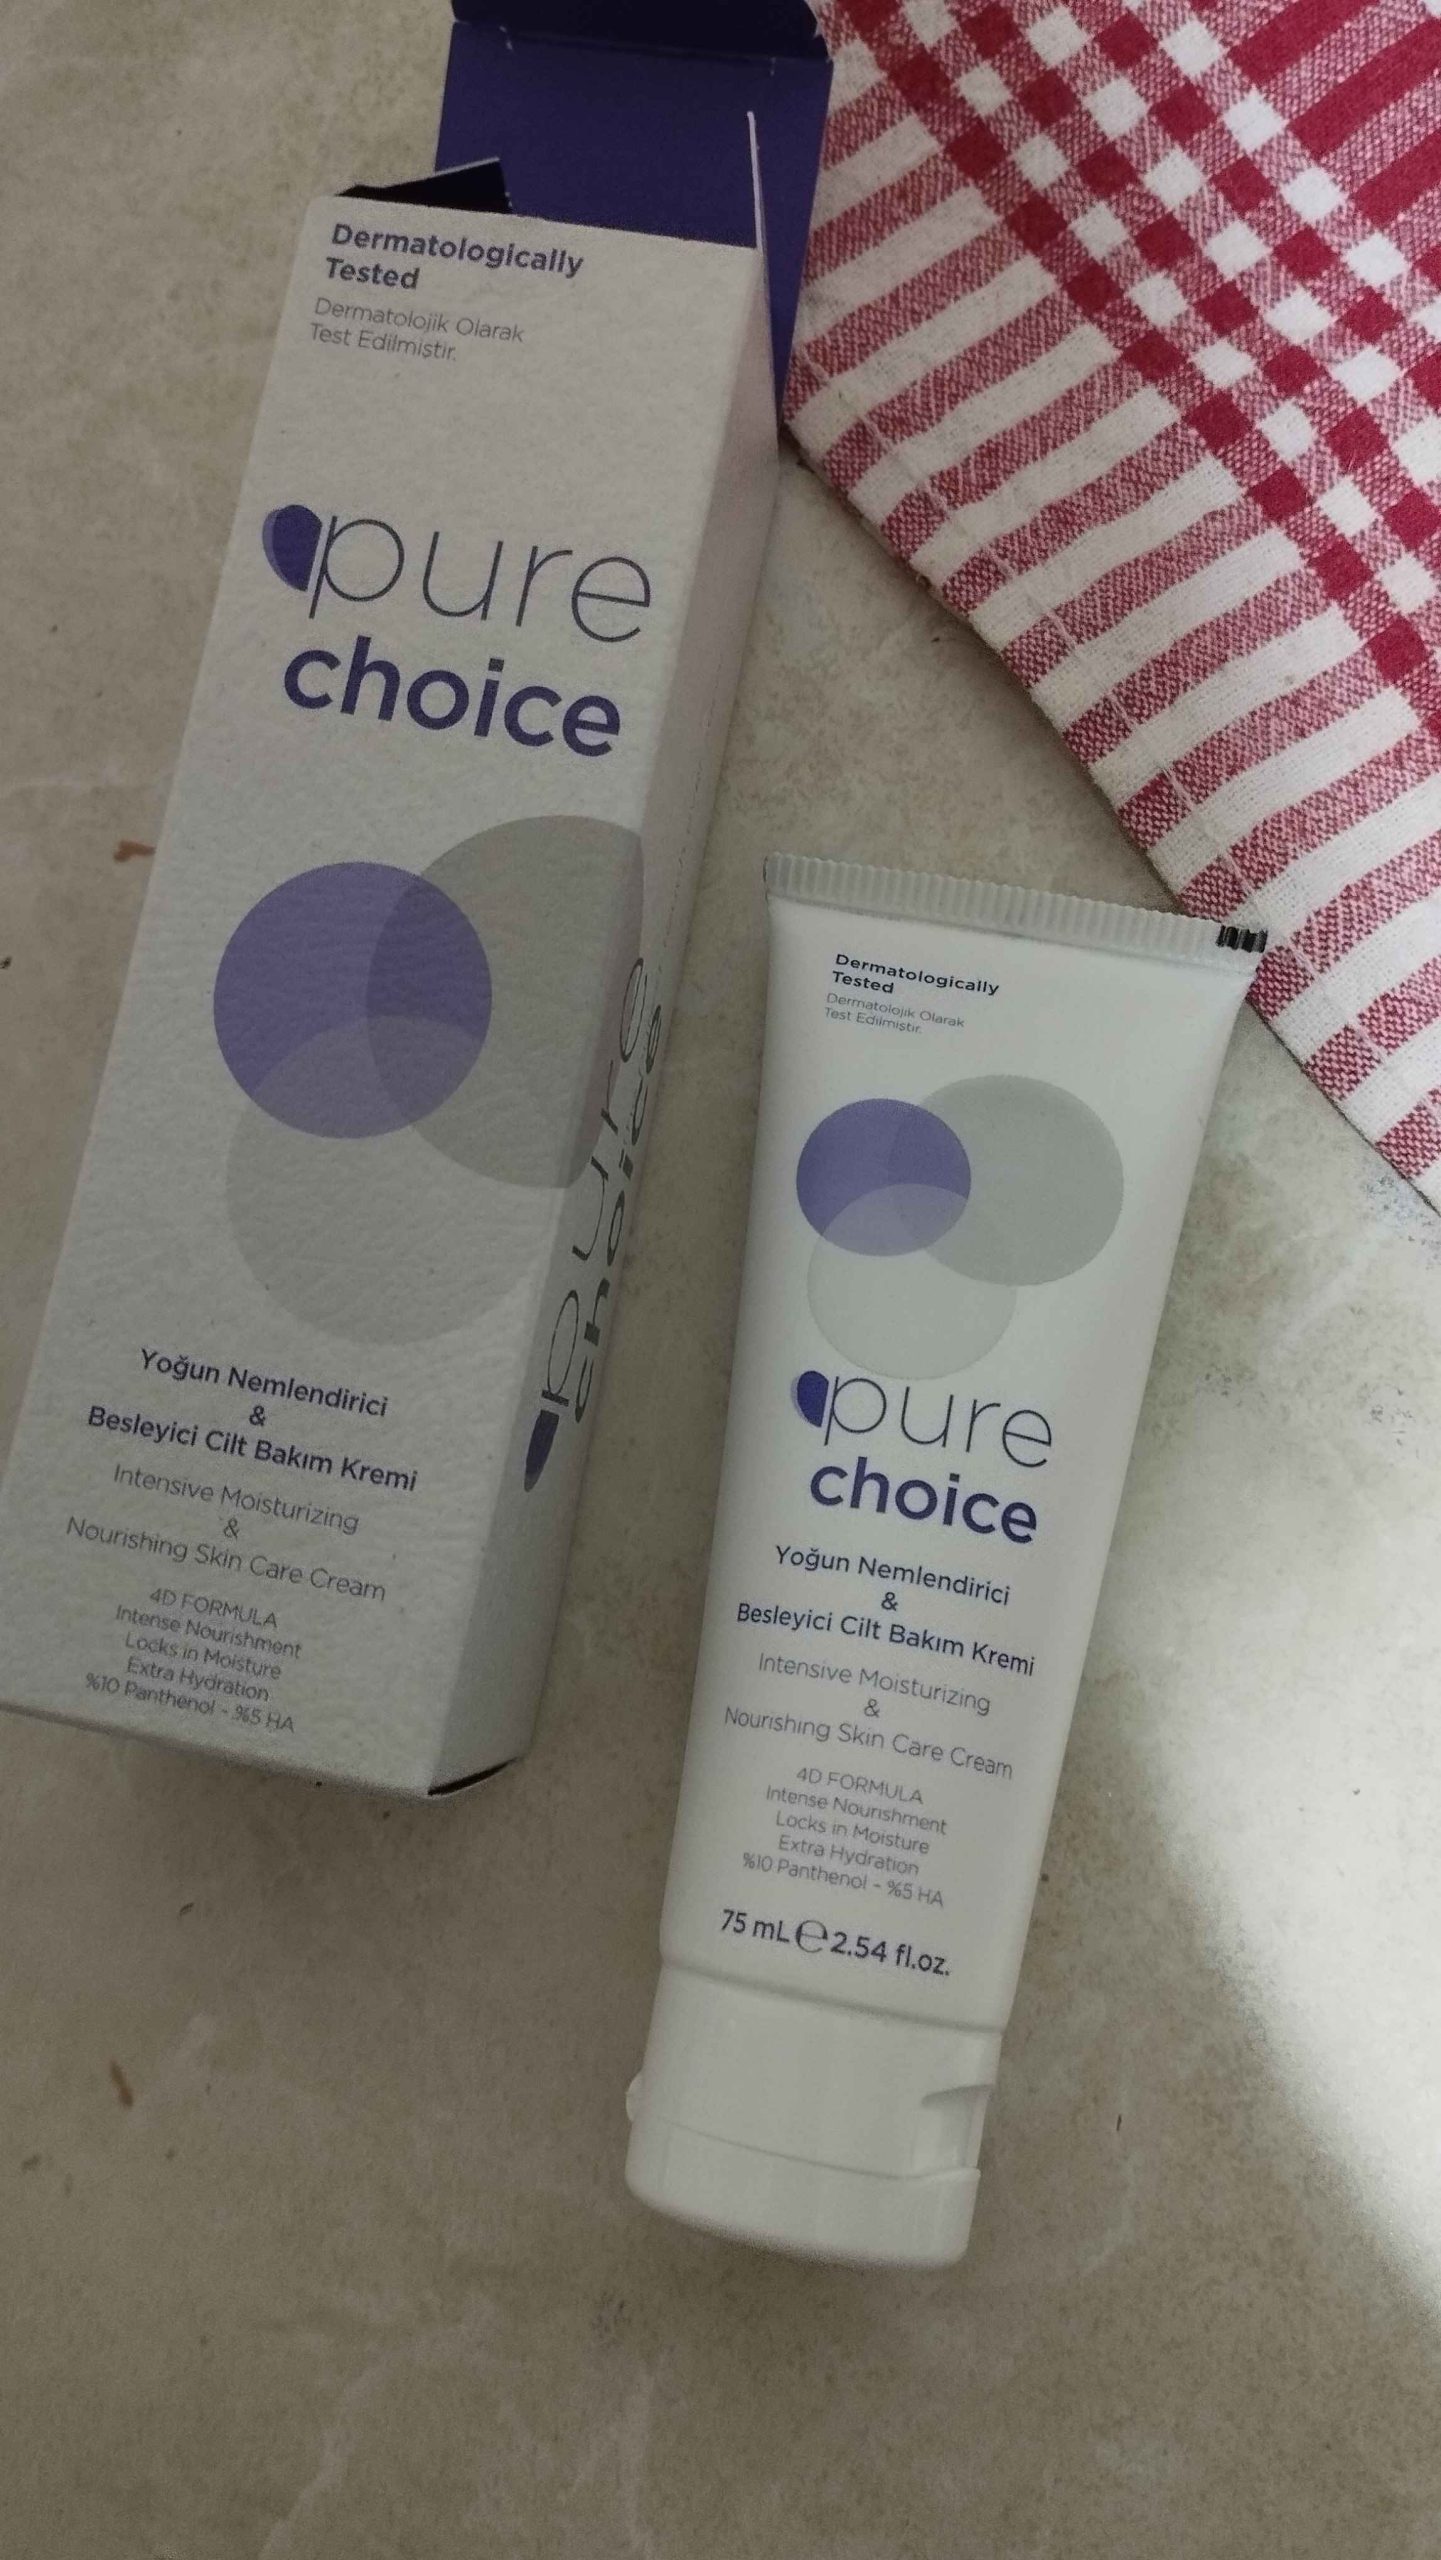 Dermatologically
Tested
Dermatolojik Olarak
Test Edilmiştir.
pure
choice
Yoğun Nemlendirici
&
Besleyici Cilt Bakım Kremi
Intensive Moisturizing
&
Nourishing Skin Care Cream
4D FORMULA
Intense Nourishment
Locks in Moisture
Extra Hydration
%10 Panthenol - %5 HA
pure
choice
Dermatologically
Tested
Dermatolojik Olarak
Test Edilmiştir.
pure
choice
Yoğun Nemlendirici
&
Besleyici Cilt Bakım Kremi
Intensive Moisturizing
&
Nourishing Skin Care Cream
4D FORMULA
Intense Nourishment
Locks in Moisture
Extra Hydration
%10 Panthenol - %5 HA
75 mL ℮ 2.54 fl.oz.